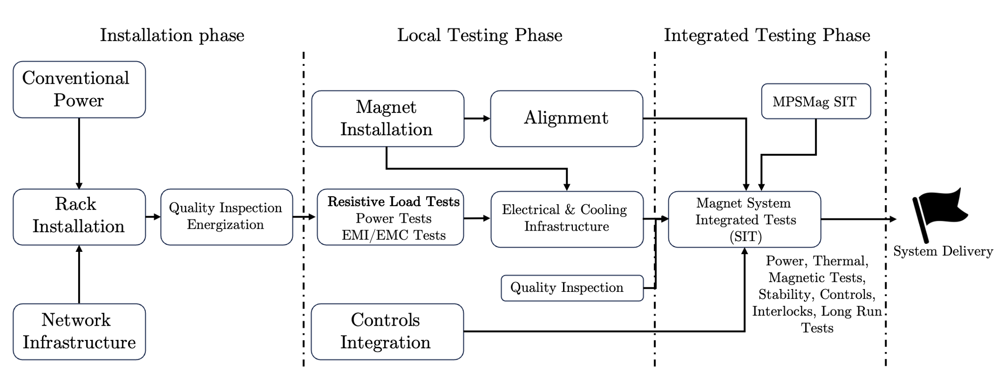 Installation phase
Local Testing Phase
Integrated Testing Phase
Conventional
Power
Magnet
Installation
Alignment
MPSMag SIT
Rack
Installation
Quality Inspection
Energization
Resistive Load Tests
Power Tests
EMI/EMC Tests
Electrical & Cooling
Infrastructure
Magnet System
Integrated Tests
(SIT)
System Delivery
Power, Thermal,
Magnetic Tests,
Stability, Controls,
Interlocks, Long Run
Tests
Quality Inspection
Network
Infrastructure
Controls
Integration